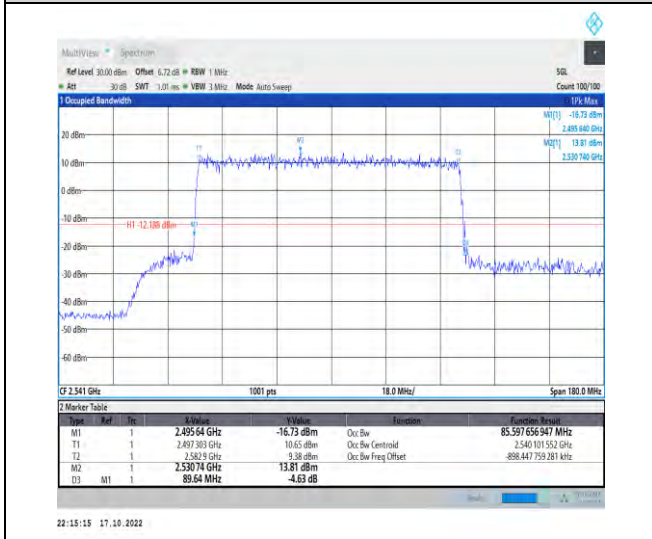 MultiView Spectrum
Ref Level 30.00 dBm Offset 6.72 dB RBW 1 MHz SGL
Att 30 dB SWT 1.01 ms VBW 3 MHz Mode Auto Sweep Count 100/100
1 Occupied Bandwidth 1Pk Max
M1[1] -16.73 dBm
2.495 640 GHz
M2[1] 13.81 dBm
2.530 740 GHz
20 dBm
T1
M2
10 dBm
0 dBm
-10 dBm
H1 -12.188 dBm
M1
-20 dBm
-30 dBm
-40 dBm
-50 dBm
-60 dBm
CF 2.541 GHz 1001 pts 18.0 MHz/ Span 180.0 MHz
2 Marker Table
Type Ref Trc X-Value Y-Value Function Function Result
M1 1 2.495 64 GHz -16.73 dBm Occ Bw 85.597 656 947 MHz
T1 1 2.497 303 GHz 10.65 dBm Occ Bw Centroid 2.540 101 552 GHz
T2 1 2.582 9 GHz 9.38 dBm Occ Bw Freq Offset -898.447 759 281 kHz
M2 1 2.530 74 GHz 13.81 dBm
D3 M1 1 89.64 MHz -4.63 dB
22:15:15 17.10.2022